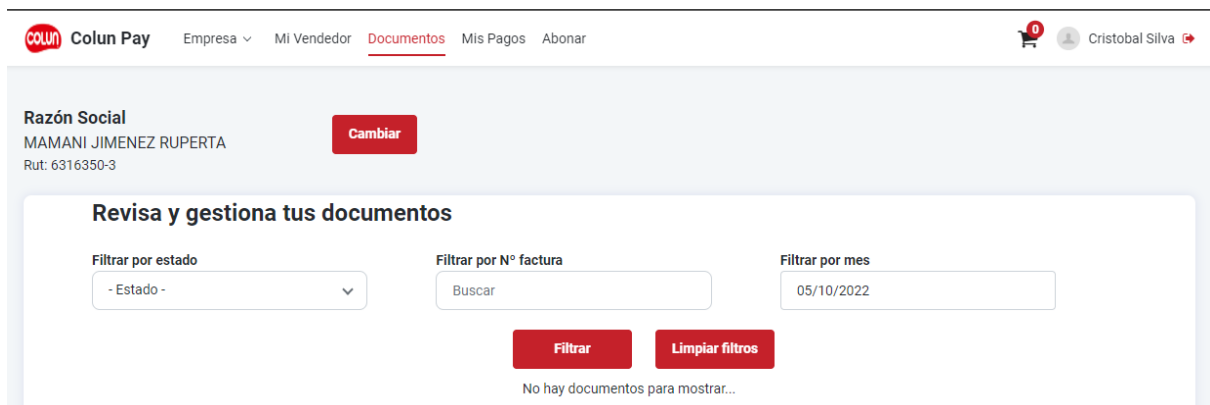 COLUN Colun Pay Empresa Mi Vendedor Documentos Mis Pagos Abonar 0 Cristobal Silva
Razón Social
MAMANI JIMENEZ RUPERTA
Rut: 6316350-3
Cambiar
Revisa y gestiona tus documentos
Filtrar por estado Filtrar por Nº factura Filtrar por mes
- Estado - Buscar 05/10/2022
Filtrar Limpiar filtros
No hay documentos para mostrar...